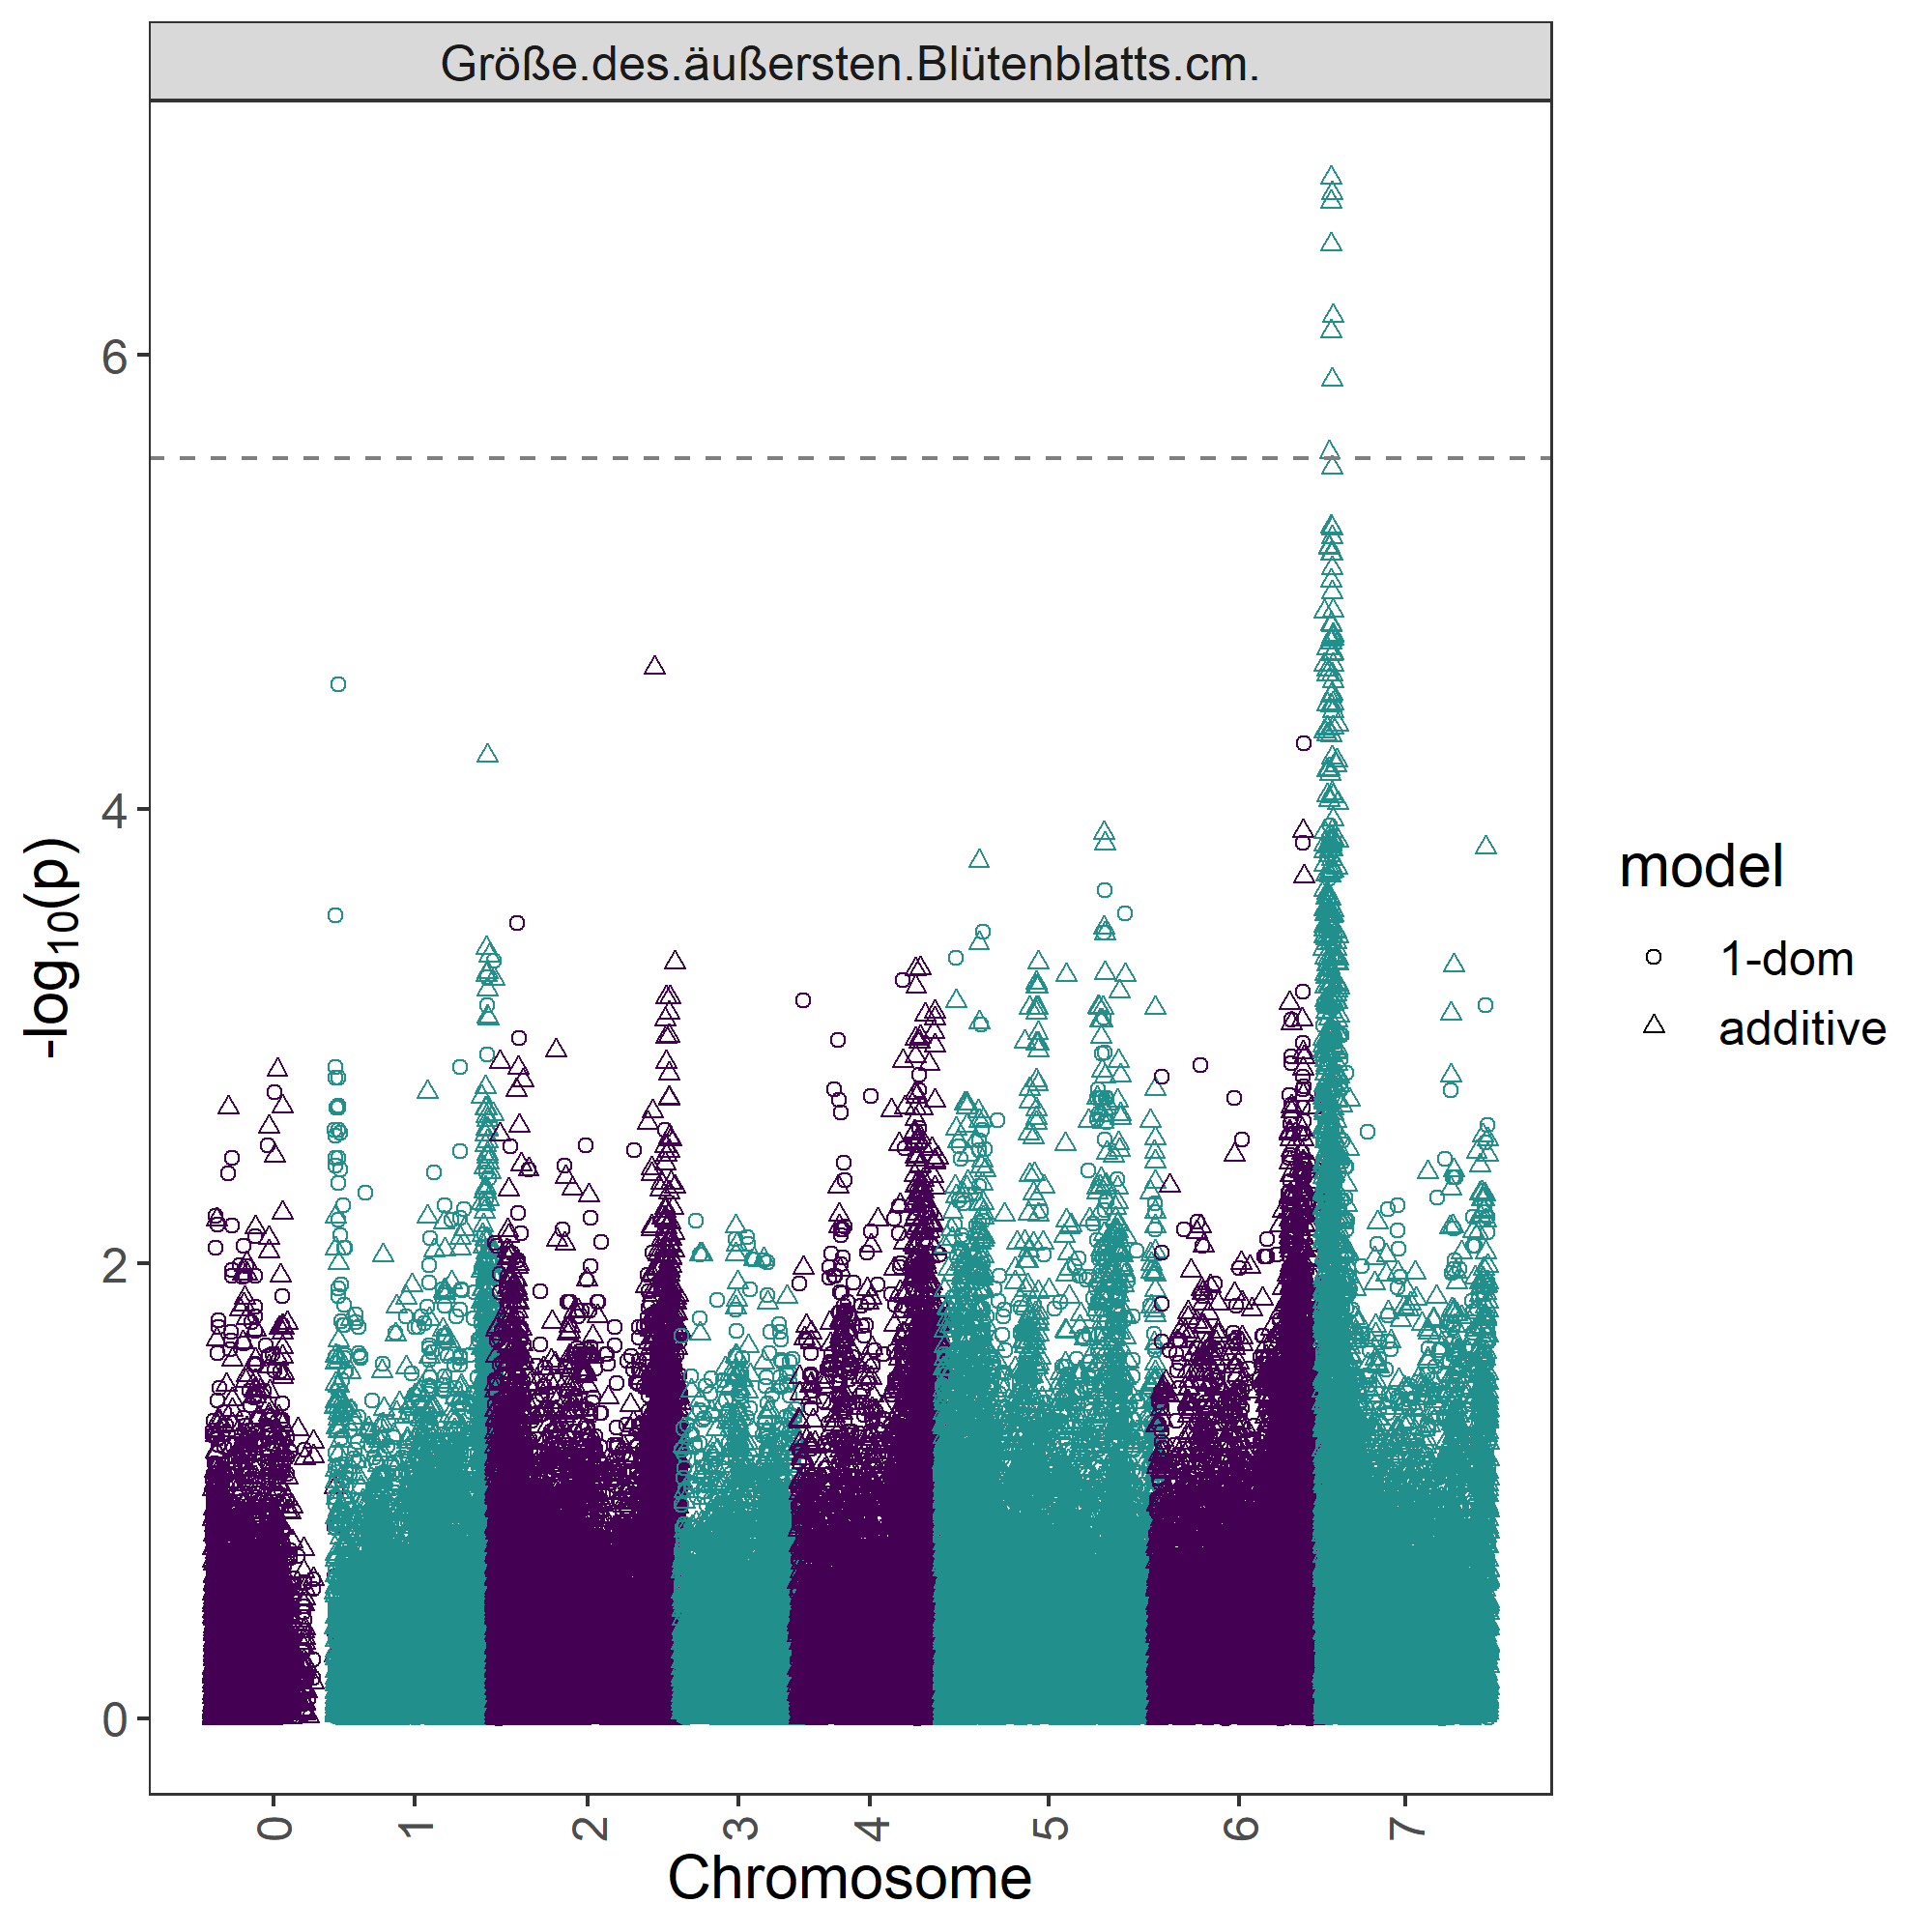 Größe.des.äußersten.Blütenblatts.cm.
6
4
2
0
-log₁₀(p)
0 1 2 3 4 5 6 7
Chromosome
model
1-dom
additive